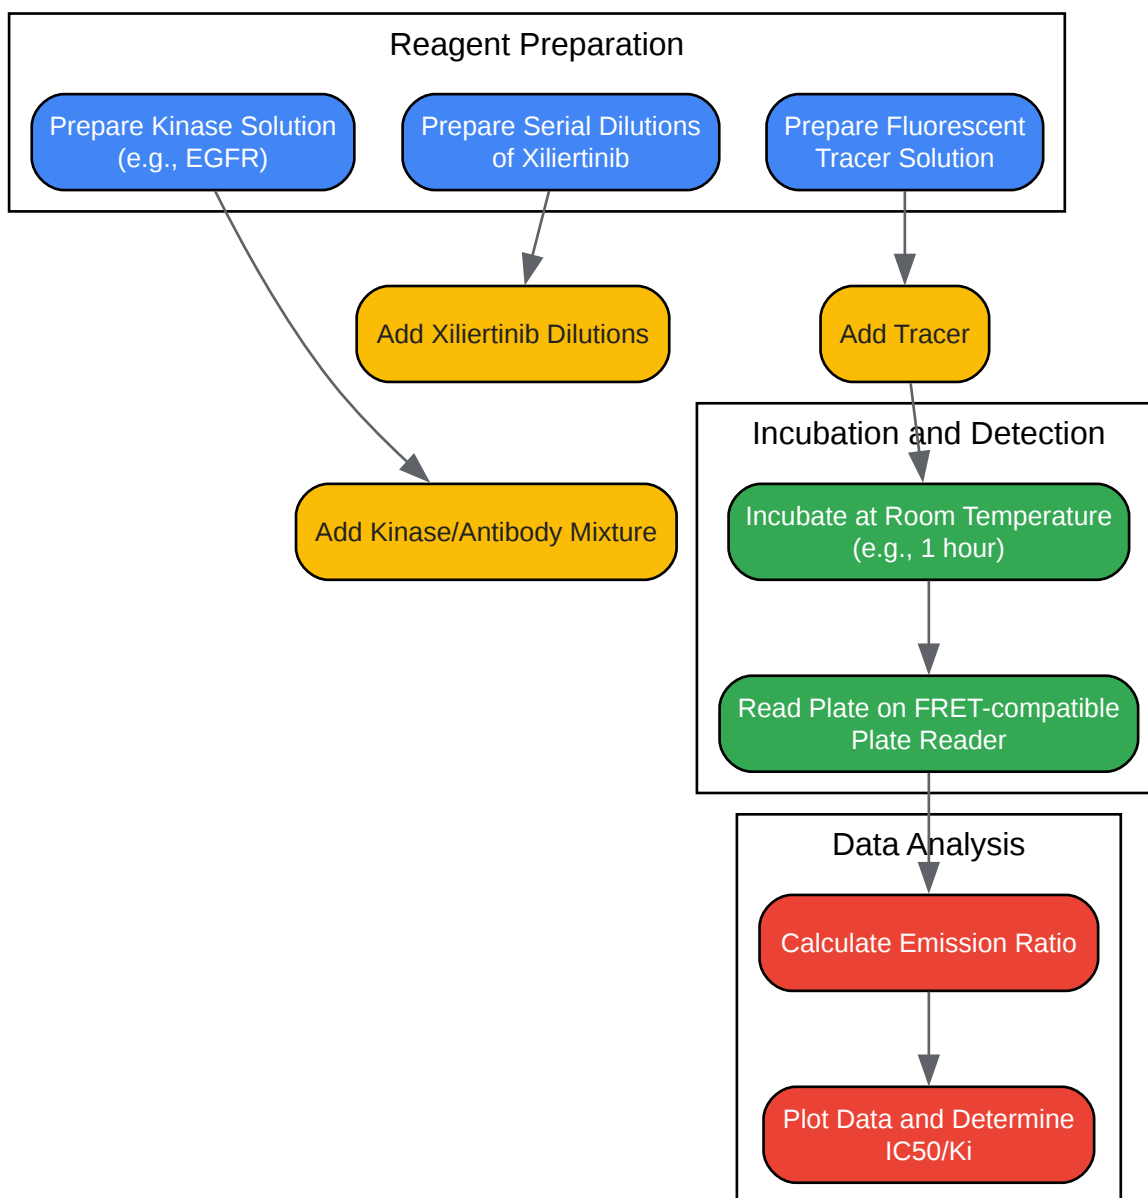 Reagent Preparation
Prepare Kinase Solution
(e.g., EGFR)
Prepare Serial Dilutions
of Xiliertinib
Prepare Fluorescent
Tracer Solution
Add Xiliertinib Dilutions
Add Tracer
Incubation and Detection
Add Kinase/Antibody Mixture
Incubate at Room Temperature
(e.g., 1 hour)
Read Plate on FRET-compatible
Plate Reader
Data Analysis
Calculate Emission Ratio
Plot Data and Determine
IC50/Ki